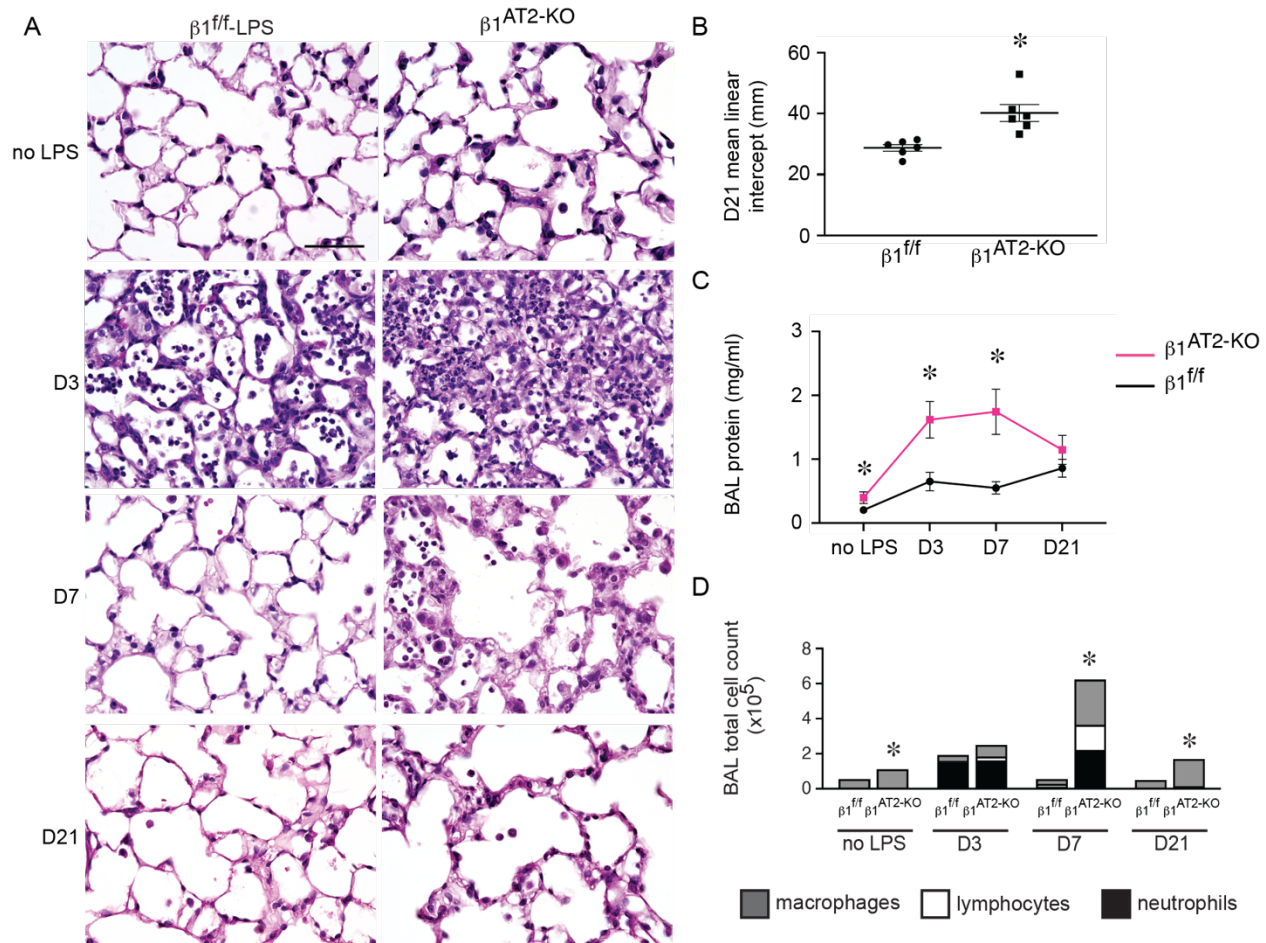 A
β1f/f-LPS
β1AT2-KO
no LPS
D3
D7
D21
B
60
40
20
0
D21 mean linear
intercept (mm)
*
β1f/f
β1AT2-KO
C
3
2
1
0
BAL protein (mg/ml)
* * *
no LPS D3 D7 D21
β1AT2-KO
β1f/f
D
8
6
4
2
0
BAL total cell count
(x105)
* * *
β1f/f β1AT2-KO β1f/f β1AT2-KO β1f/f β1AT2-KO β1f/f β1AT2-KO
no LPS D3 D7 D21
macrophages lymphocytes neutrophils